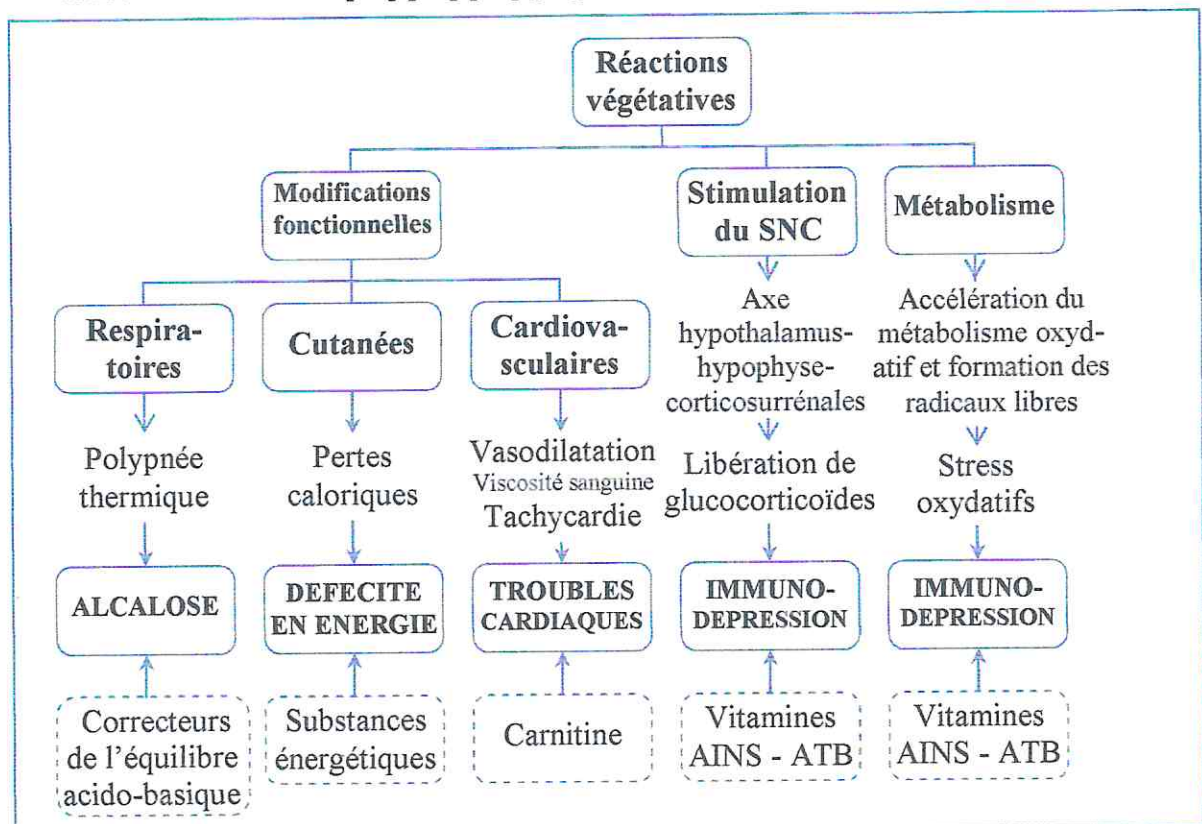 Réactions
végétatives
Modifications
fonctionnelles
Stimulation
du SNC
Métabolisme
Respira-
toires
Cutanées
Cardiova-
sculaires
Axe
hypothalamus-
hypophyse-
corticosurrénales
Accélération du
métabolisme oxyd-
atif et formation des
radicaux libres
Polypnée
thermique
Pertes
caloriques
Vasodilatation
Viscosité sanguine
Tachycardie
Libération de
glucocorticoïdes
Stress
oxydatifs
ALCALOSE
DEFECITE
EN ENERGIE
TROUBLES
CARDIAQUES
IMMUNO-
DEPRESSION
IMMUNO-
DEPRESSION
Correcteurs
de l'équilibre
acido-basique
Substances
énergétiques
Carnitine
Vitamines
AINS - ATB
Vitamines
AINS - ATB